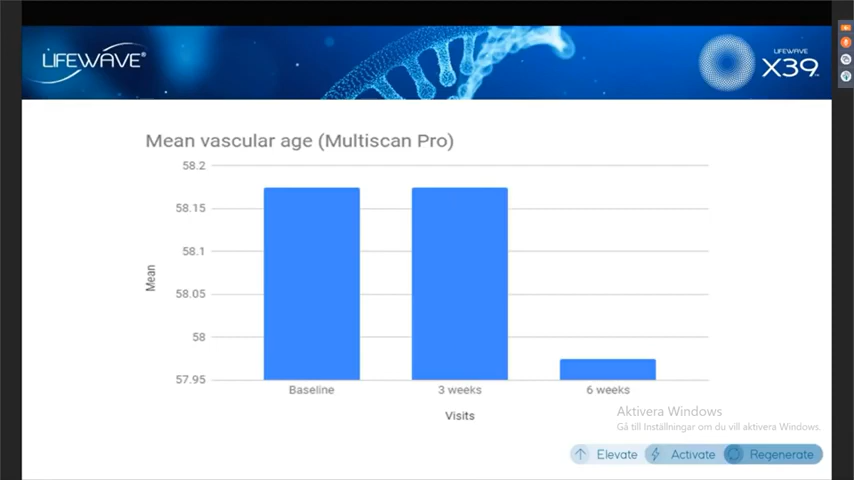 LIFEWAVE®
LIFEWAVE
X39™
Mean vascular age (Multiscan Pro)
58.2
58.15
58.1
58.05
58
57.95
Mean
Baseline
3 weeks
6 weeks
Visits
Aktivera Windows
Gå till Inställningar om du vill aktivera Windows.
Elevate
Activate
Regenerate